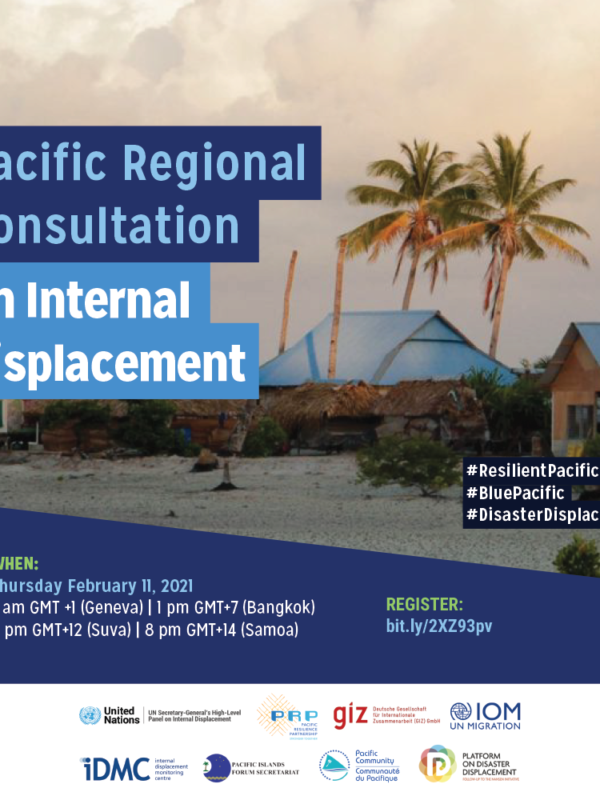 acific Regional
onsultation
n Internal
isplacement
#ResilientPacific
#BluePacific
#DisasterDisplac
WHEN:
hursday February 11, 2021
am GMT +1 (Geneva) | 1 pm GMT+7 (Bangkok)
pm GMT+12 (Suva) | 8 pm GMT+14 (Samoa)
REGISTER:
bit.ly/2XZ93pv
United Nations
UN Secretary-General's High-Level
Panel on Internal Displacement
PRP
PACIFIC
RESILIENCE
PARTNERSHIP
giz
Deutsche Gesellschaft
für Internationale
Zusammenarbeit (GIZ) GmbH
IOM
UN MIGRATION
iDMC
internal
displacement
monitoring
centre
PACIFIC ISLANDS
FORUM SECRETARIAT
Pacific
Community
Communauté
du Pacifique
PLATFORM
ON DISASTER
DISPLACEMENT